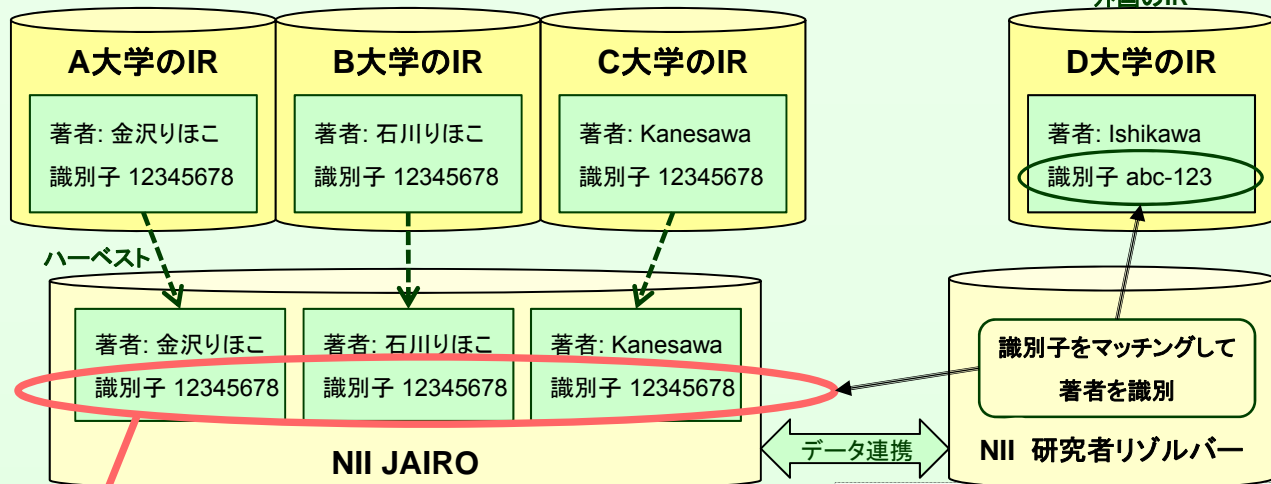 外国のIR
A大学のIR
B大学のIR
C大学のIR
D大学のIR
著者: 金沢りほこ
識別子 12345678
著者: 石川りほこ
識別子 12345678
著者: Kanesawa
識別子 12345678
著者: Ishikawa
識別子 abc-123
ハーベスト
著者: 金沢りほこ
識別子 12345678
著者: 石川りほこ
識別子 12345678
著者: Kanesawa
識別子 12345678
識別子をマッチングして
著者を識別
データ連携
NII JAIRO
NII 研究者リゾルバー